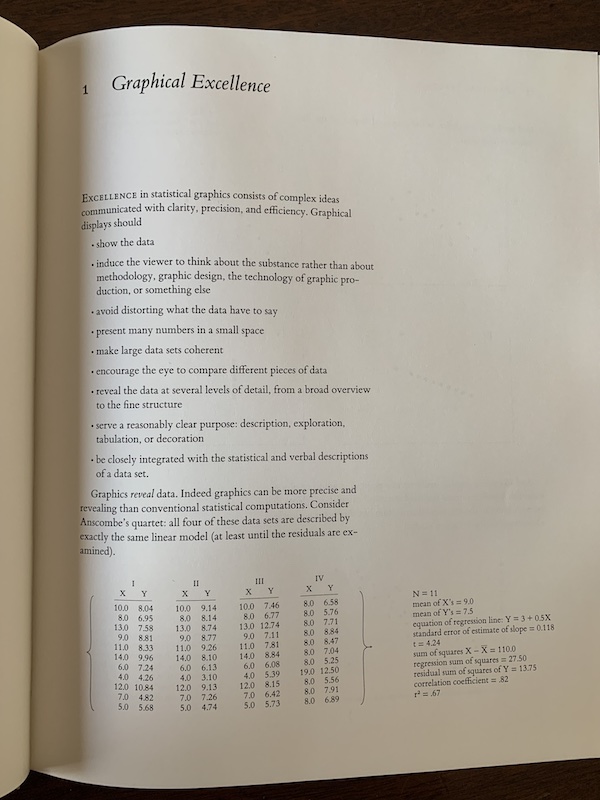 1 Graphical Excellence
EXCELLENCE in statistical graphics consists of complex ideas
communicated with clarity, precision, and efficiency. Graphical
displays should
• show the data
• induce the viewer to think about the substance rather than about
methodology, graphic design, the technology of graphic pro-
duction, or something else
• avoid distorting what the data have to say
• present many numbers in a small space
• make large data sets coherent
• encourage the eye to compare different pieces of data
• reveal the data at several levels of detail, from a broad overview
to the fine structure
• serve a reasonably clear purpose: description, exploration,
tabulation, or decoration
• be closely integrated with the statistical and verbal descriptions
of a data set.
Graphics reveal data. Indeed graphics can be more precise and
revealing than conventional statistical computations. Consider
Anscombe's quartet: all four of these data sets are described by
exactly the same linear model (at least until the residuals are ex-
amined).
I II III IV
X Y X Y X Y X Y
10.0 8.04 10.0 9.14 10.0 7.46 8.0 6.58
8.0 6.95 8.0 8.14 8.0 6.77 8.0 5.76
13.0 7.58 13.0 8.74 13.0 12.74 8.0 7.71
9.0 8.81 9.0 8.77 9.0 7.11 8.0 8.84
11.0 8.33 11.0 9.26 11.0 7.81 8.0 8.47
14.0 9.96 14.0 8.10 14.0 8.84 8.0 7.04
6.0 7.24 6.0 6.13 6.0 6.08 8.0 5.25
4.0 4.26 4.0 3.10 4.0 5.39 19.0 12.50
12.0 10.84 12.0 9.13 12.0 8.15 8.0 5.56
7.0 4.82 7.0 7.26 7.0 6.42 8.0 7.91
5.0 5.68 5.0 4.74 5.0 5.73 8.0 6.89
N = 11
mean of X's = 9.0
mean of Y's = 7.5
equation of regression line: Y = 3 + 0.5X
standard error of estimate of slope = 0.118
t = 4.24
sum of squares X − X̄ = 110.0
regression sum of squares = 27.50
residual sum of squares of Y = 13.75
correlation coefficient = .82
r² = .67